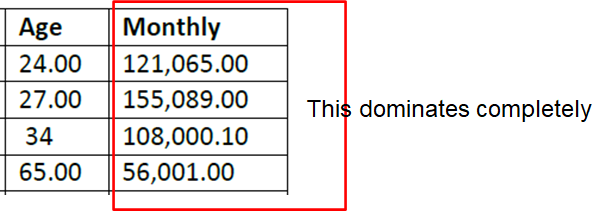 Age Monthly
24.00 121,065.00
27.00 155,089.00
This dominates completely
34 108,000.10
65.00 56,001.00